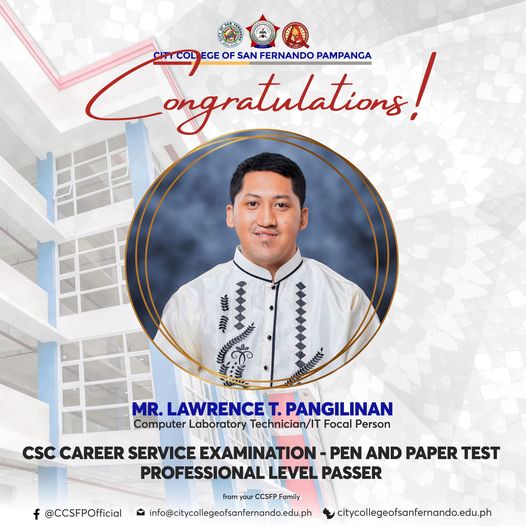 CITY COLLEGE OF SAN FERNANDO PAMPANGA
Congratulations!
MR. LAWRENCE T. PANGILINAN
Computer Laboratory Technician/IT Focal Person
CSC CAREER SERVICE EXAMINATION - PEN AND PAPER TEST
PROFESSIONAL LEVEL PASSER
from your CCSFP Family
@CCSFPOfficial info@citycollegeofsanfernando.edu.ph citycollegeofsanfernando.edu.ph